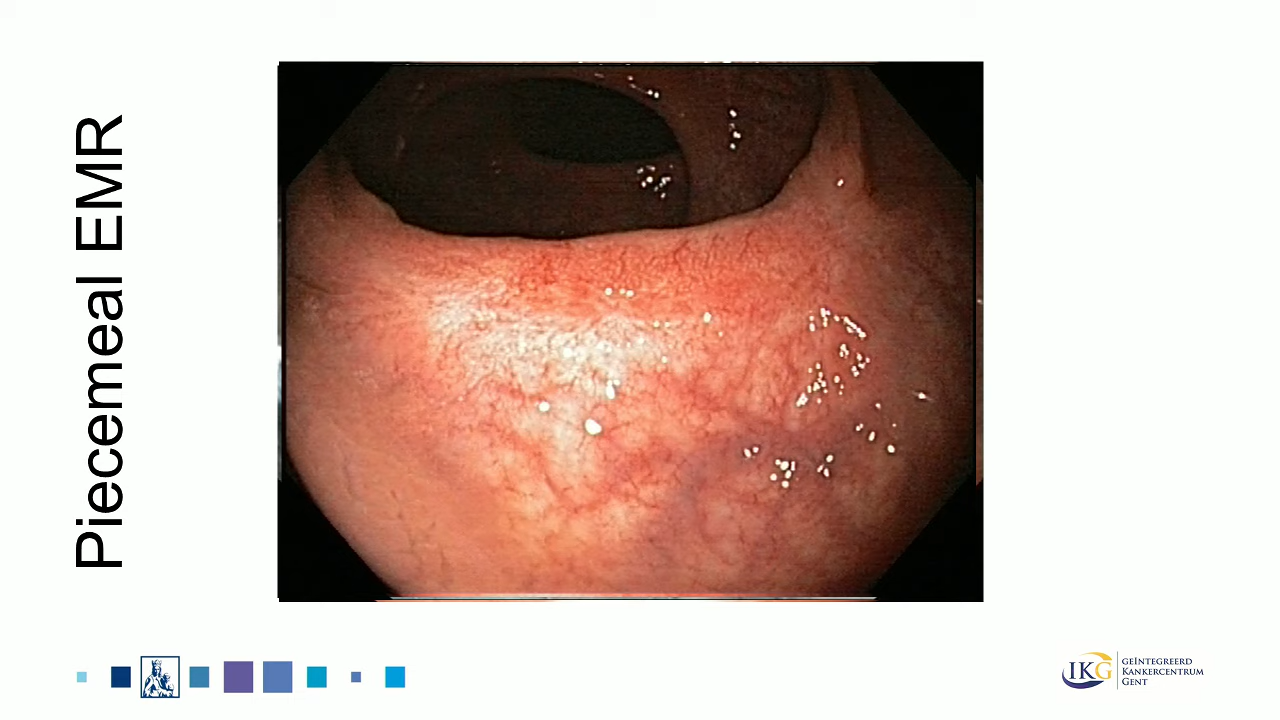 Piecemeal EMR
IKG
GEÏNTEGREERD
KANKERCENTRUM
GENT